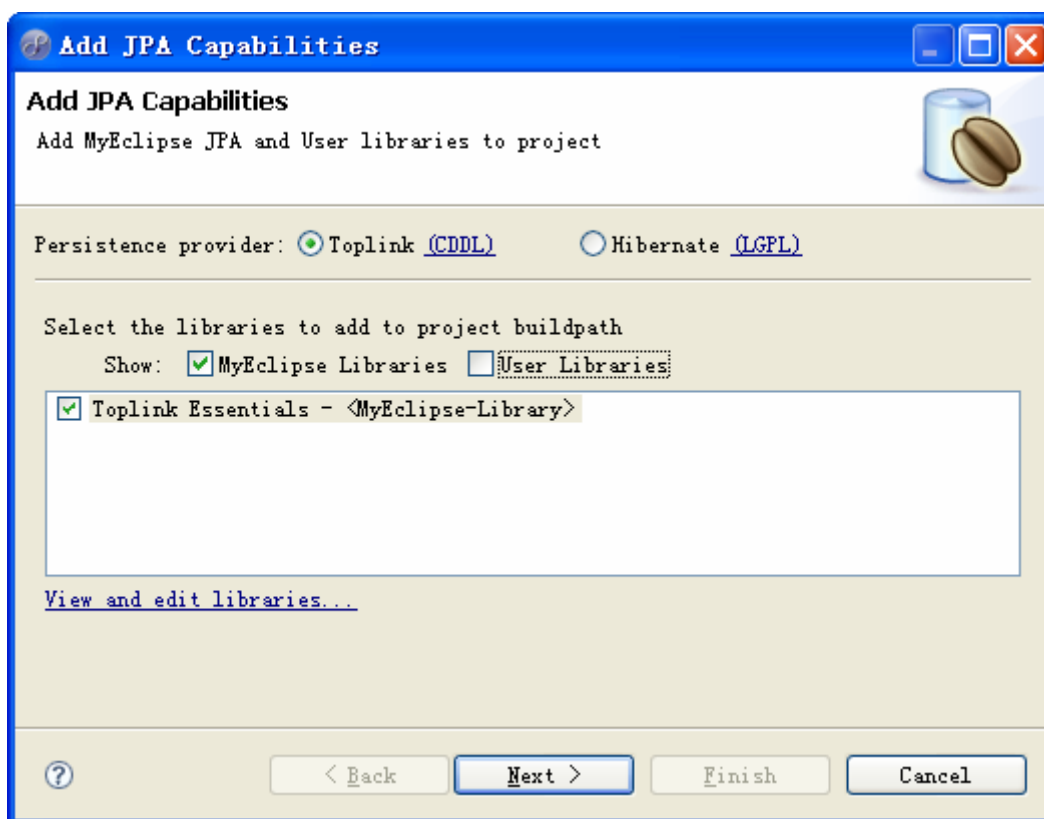 Add JPA Capabilities
Add JPA Capabilities
Add MyEclipse JPA and User libraries to project
Persistence provider: Toplink (CDDL) Hibernate (LGPL)
Select the libraries to add to project buildpath
Show: MyEclipse Libraries User Libraries
Toplink Essentials - <MyEclipse-Library>
View and edit libraries...
? < Back Next > Finish Cancel